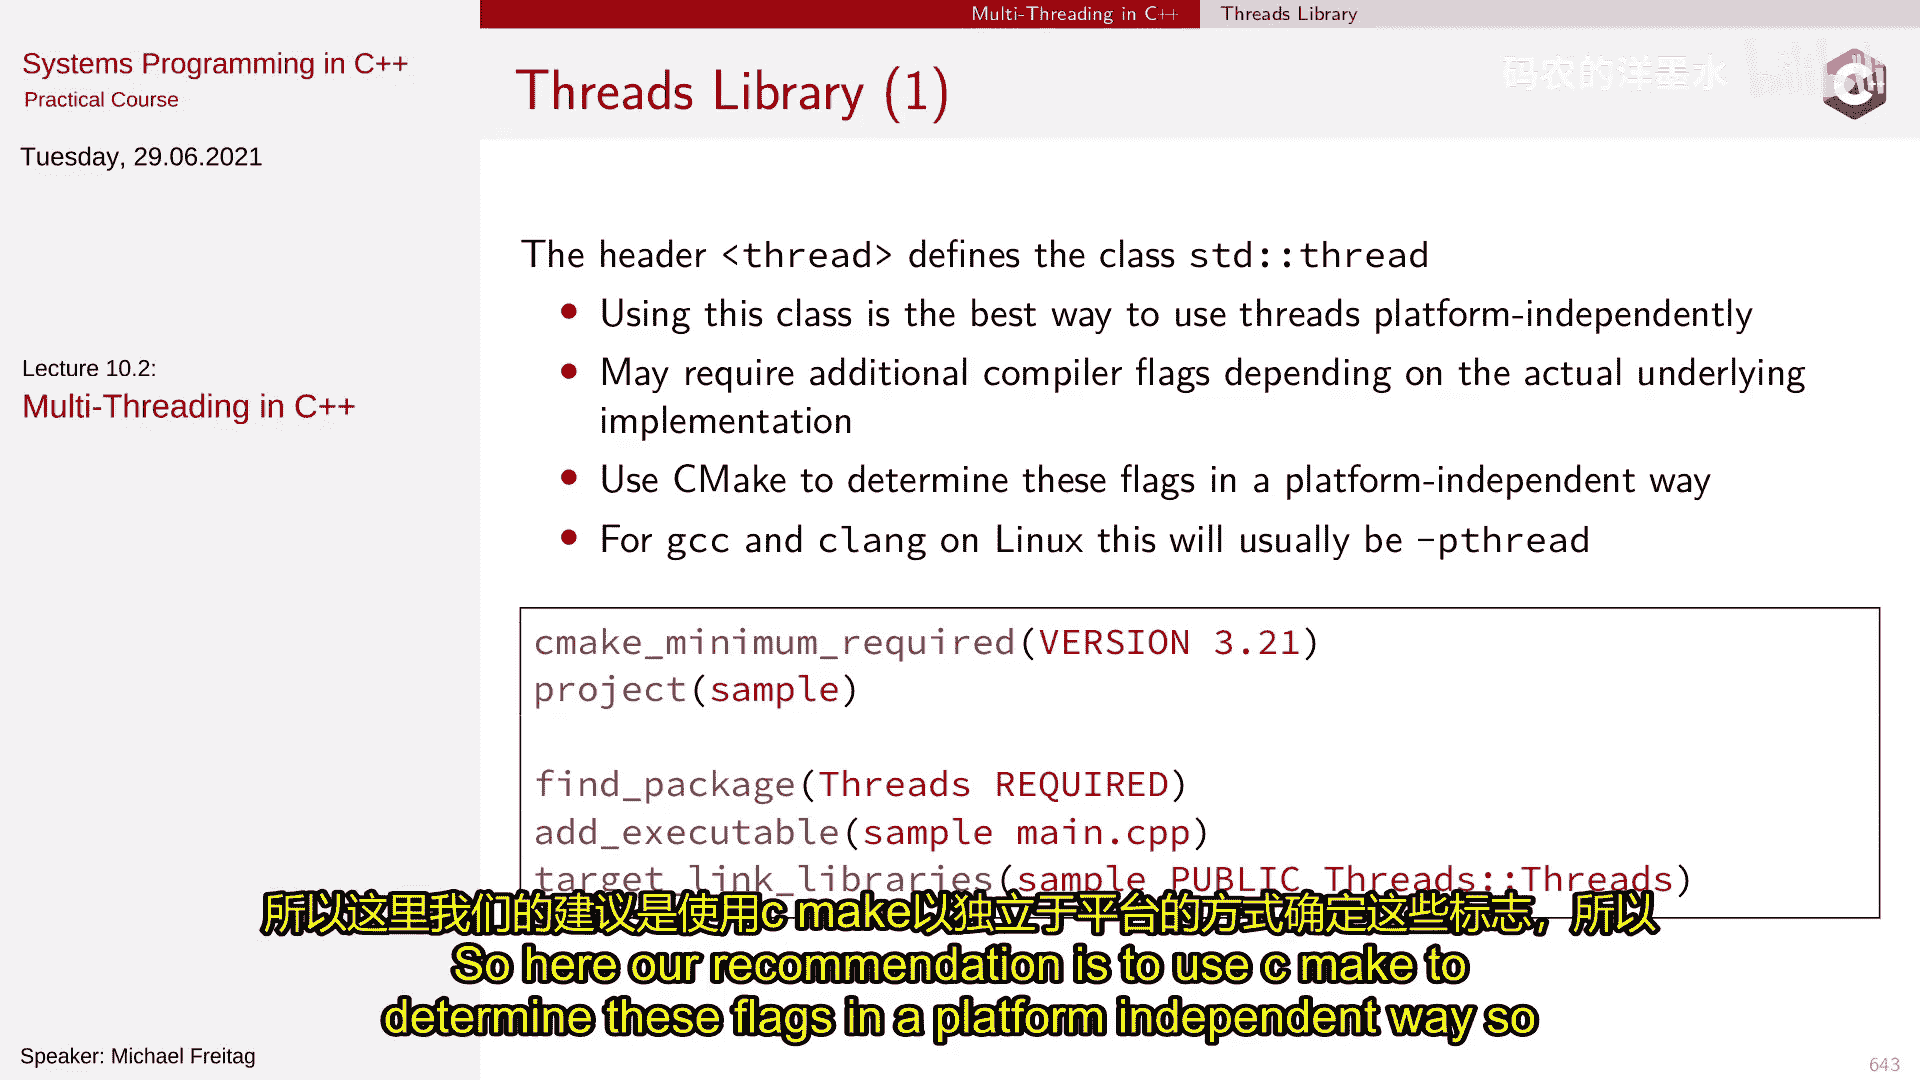 Multi-Threading in C++ Threads Library
Systems Programming in C++
Practical Course
Tuesday, 29.06.2021
Lecture 10.2:
Multi-Threading in C++
Speaker: Michael Freitag
Threads Library (1)
码农的洋墨水
The header <thread> defines the class std::thread
• Using this class is the best way to use threads platform-independently
• May require additional compiler flags depending on the actual underlying
implementation
• Use CMake to determine these flags in a platform-independent way
• For gcc and clang on Linux this will usually be -pthread
cmake_minimum_required(VERSION 3.21)
project(sample)
find_package(Threads REQUIRED)
add_executable(sample main.cpp)
target_link_libraries(sample PUBLIC Threads::Threads)
所以这里我们的建议是使用c make以独立于平台的方式确定这些标志，所以
So here our recommendation is to use c make to
determine these flags in a platform independent way so
643